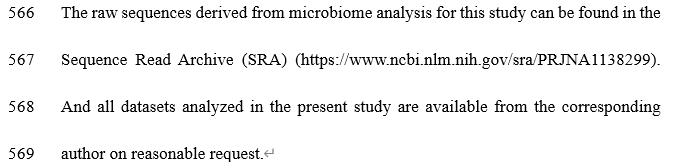 566 The raw sequences derived from microbiome analysis for this study can be found in the
567 Sequence Read Archive (SRA) (https://www.ncbi.nlm.nih.gov/sra/PRJNA1138299).
568 And all datasets analyzed in the present study are available from the corresponding
569 author on reasonable request.↵